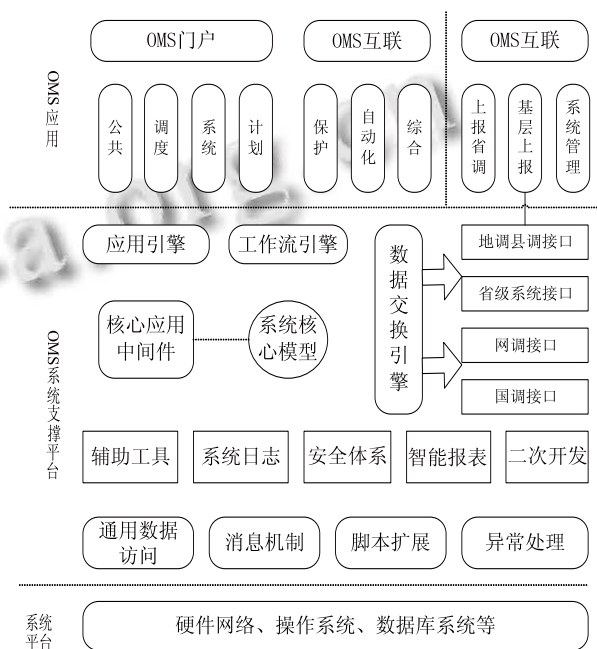 OMS门户
OMS互联
OMS互联
OMS应用
公共
调度
系统
计划
保护
自动化
综合
上报省调
基层上报
系统管理
应用引擎
工作流引擎
数据交换引擎
地调县调接口
省级系统接口
核心应用
中间件
系统核
心模型
网调接口
国调接口
OMS系统支撑平台
辅助工具
系统日志
安全体系
智能报表
二次开发
通用数据
访问
消息机制
脚本扩展
异常处理
系统
平台
硬件网络、操作系统、数据库系统等